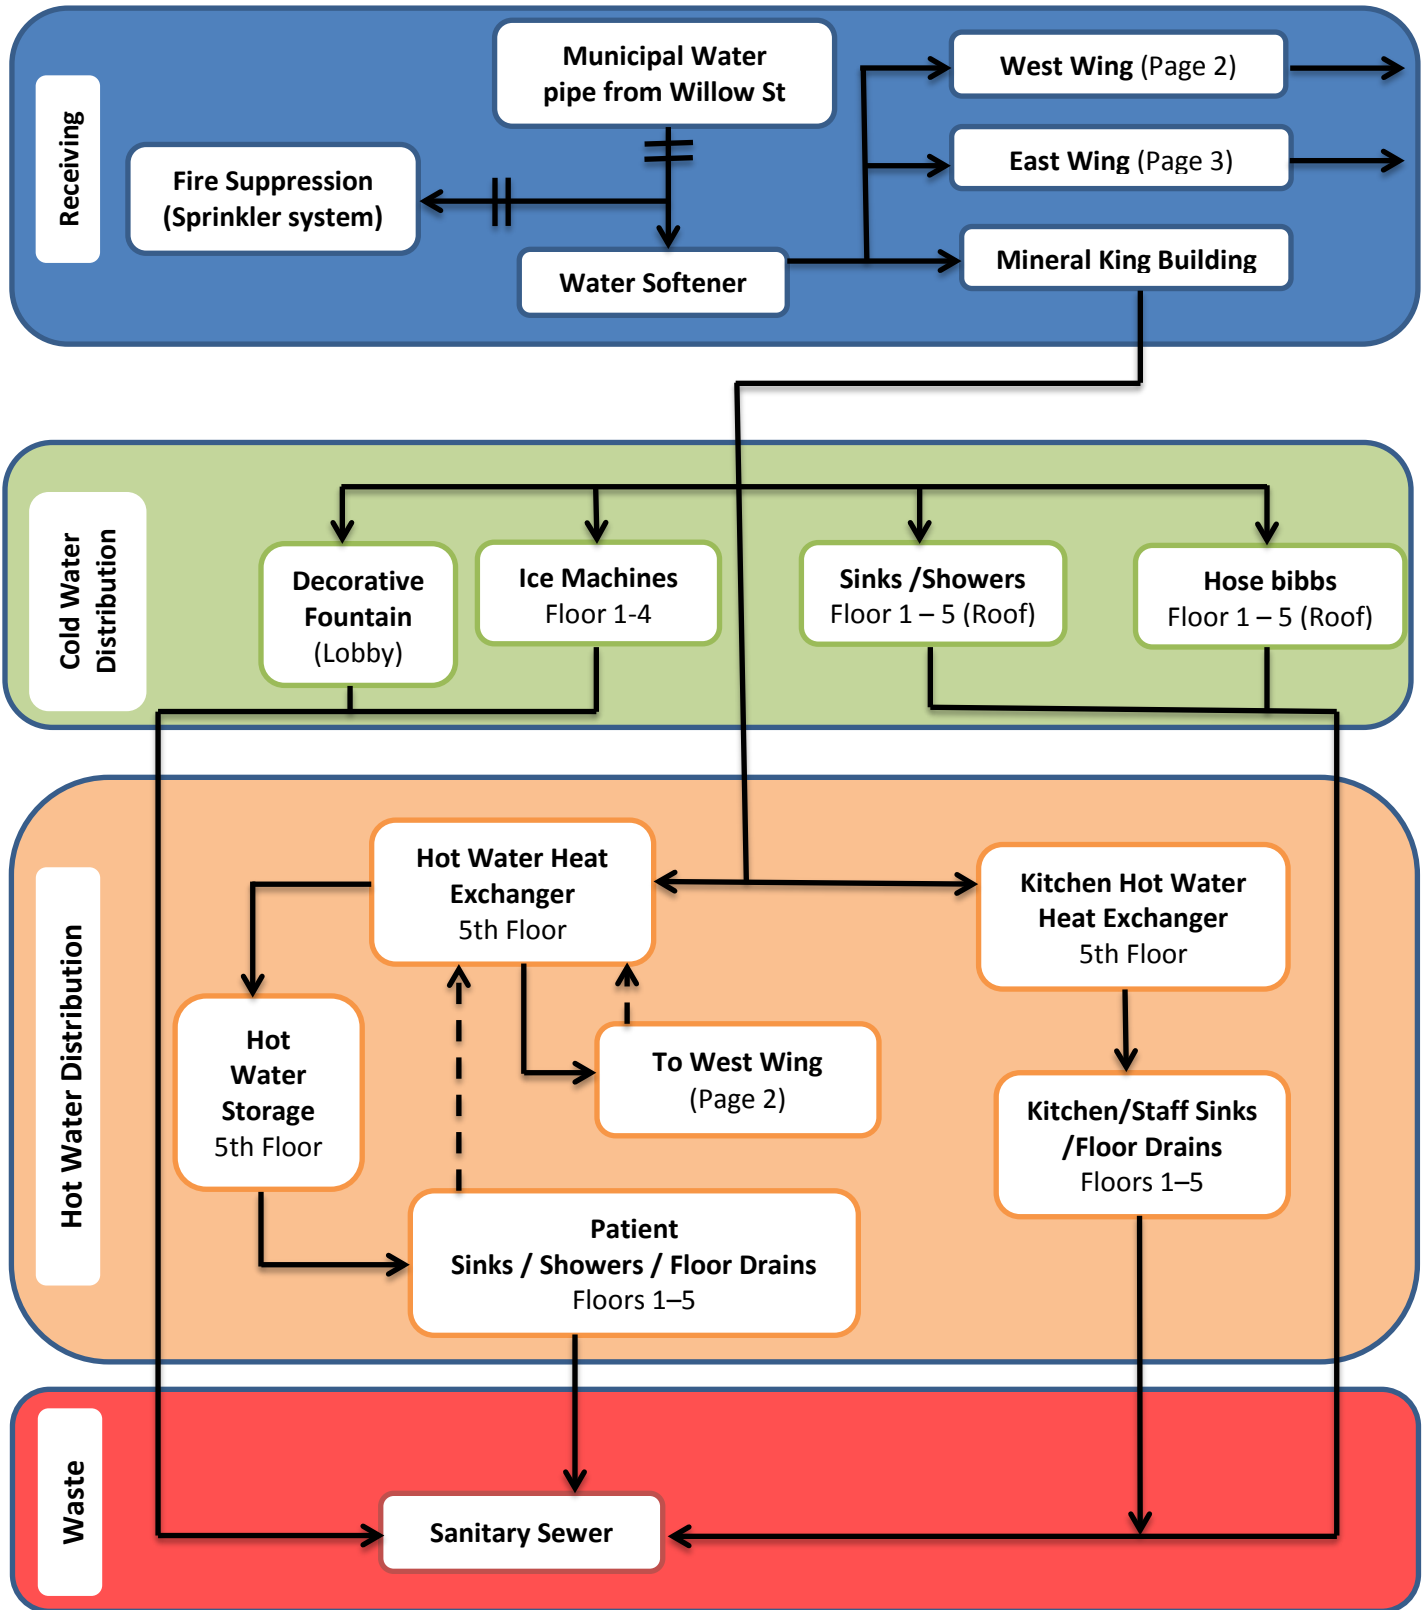 Receiving
Municipal Water
pipe from Willow St
West Wing (Page 2)
East Wing (Page 3)
Fire Suppression
(Sprinkler system)
Water Softener
Mineral King Building
Cold Water
Distribution
Decorative
Fountain
(Lobby)
Ice Machines
Floor 1-4
Sinks /Showers
Floor 1 – 5 (Roof)
Hose bibbs
Floor 1 – 5 (Roof)
Hot Water Distribution
Hot Water Heat
Exchanger
5th Floor
Kitchen Hot Water
Heat Exchanger
5th Floor
Hot
Water
Storage
5th Floor
To West Wing
(Page 2)
Kitchen/Staff Sinks
/Floor Drains
Floors 1–5
Patient
Sinks / Showers / Floor Drains
Floors 1–5
Waste
Sanitary Sewer